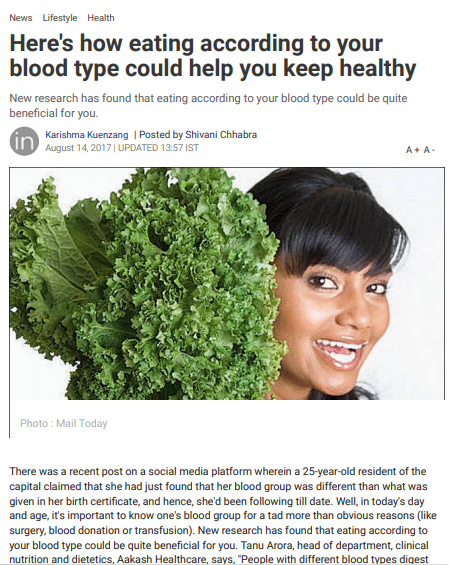 News Lifestyle Health
Here's how eating according to your
blood type could help you keep healthy
New research has found that eating according to your blood type could be quite
beneficial for you.
in
Karishma Kuenzang | Posted by Shivani Chhabra
August 14, 2017 | UPDATED 13:57 IST
A+ A-
Photo : Mail Today
There was a recent post on a social media platform wherein a 25-year-old resident of the
capital claimed that she had just found that her blood group was different than what was
given in her birth certificate, and hence, she'd been following till date. Well, in today's day
and age, it's important to know one's blood group for a tad more than obvious reasons (like
surgery, blood donation or transfusion). New research has found that eating according to
your blood type could be quite beneficial for you. Tanu Arora, head of department, clinical
nutrition and dietetics, Aakash Healthcare, says, "People with different blood types digest